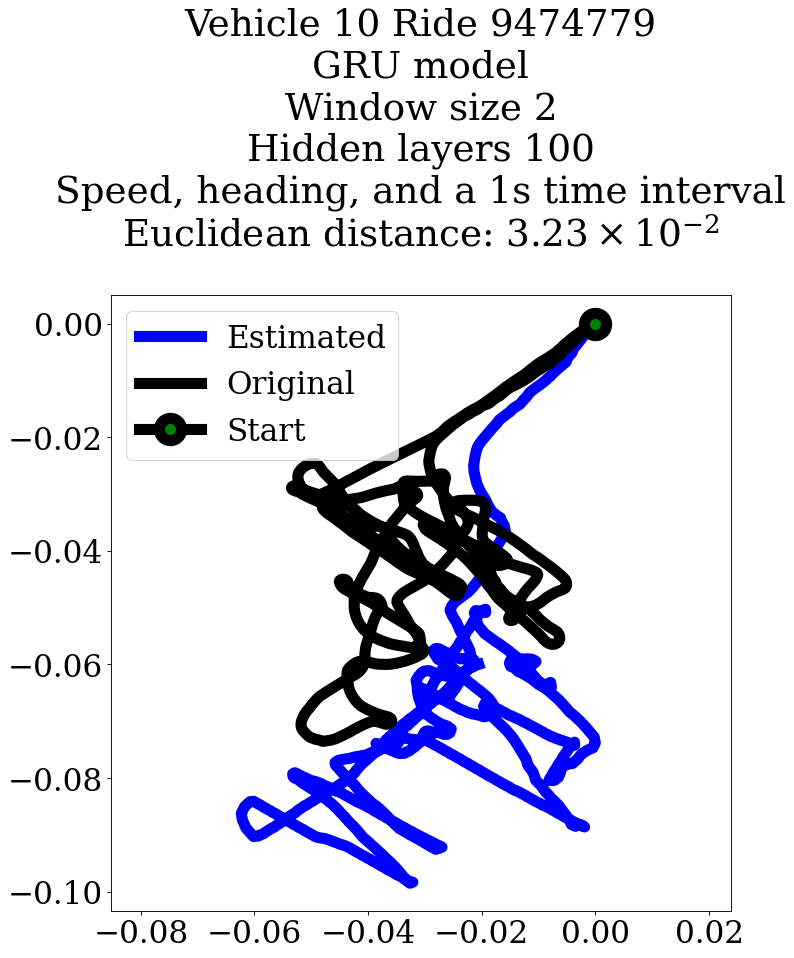 Vehicle 10 Ride 9474779
GRU model
Window size 2
Hidden layers 100
Speed, heading, and a 1s time interval
Euclidean distance: 3.23 × 10⁻²
Estimated
Original
Start
0.00
−0.02
−0.04
−0.06
−0.08
−0.10
−0.08 −0.06 −0.04 −0.02 0.00 0.02